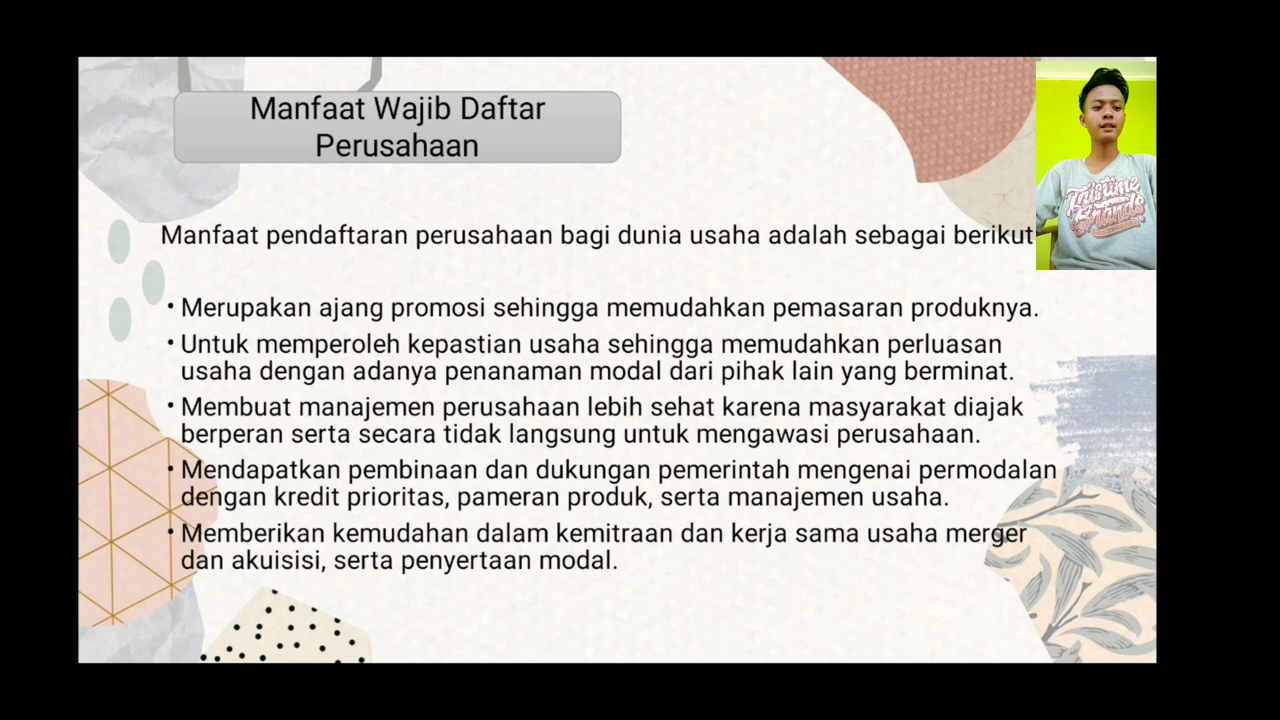 Manfaat Wajib Daftar
Perusahaan
Manfaat pendaftaran perusahaan bagi dunia usaha adalah sebagai berikut
• Merupakan ajang promosi sehingga memudahkan pemasaran produknya.
• Untuk memperoleh kepastian usaha sehingga memudahkan perluasan
usaha dengan adanya penanaman modal dari pihak lain yang berminat.
• Membuat manajemen perusahaan lebih sehat karena masyarakat diajak
berperan serta secara tidak langsung untuk mengawasi perusahaan.
• Mendapatkan pembinaan dan dukungan pemerintah mengenai permodalan
dengan kredit prioritas, pameran produk, serta manajemen usaha.
• Memberikan kemudahan dalam kemitraan dan kerja sama usaha merger
dan akuisisi, serta penyertaan modal.